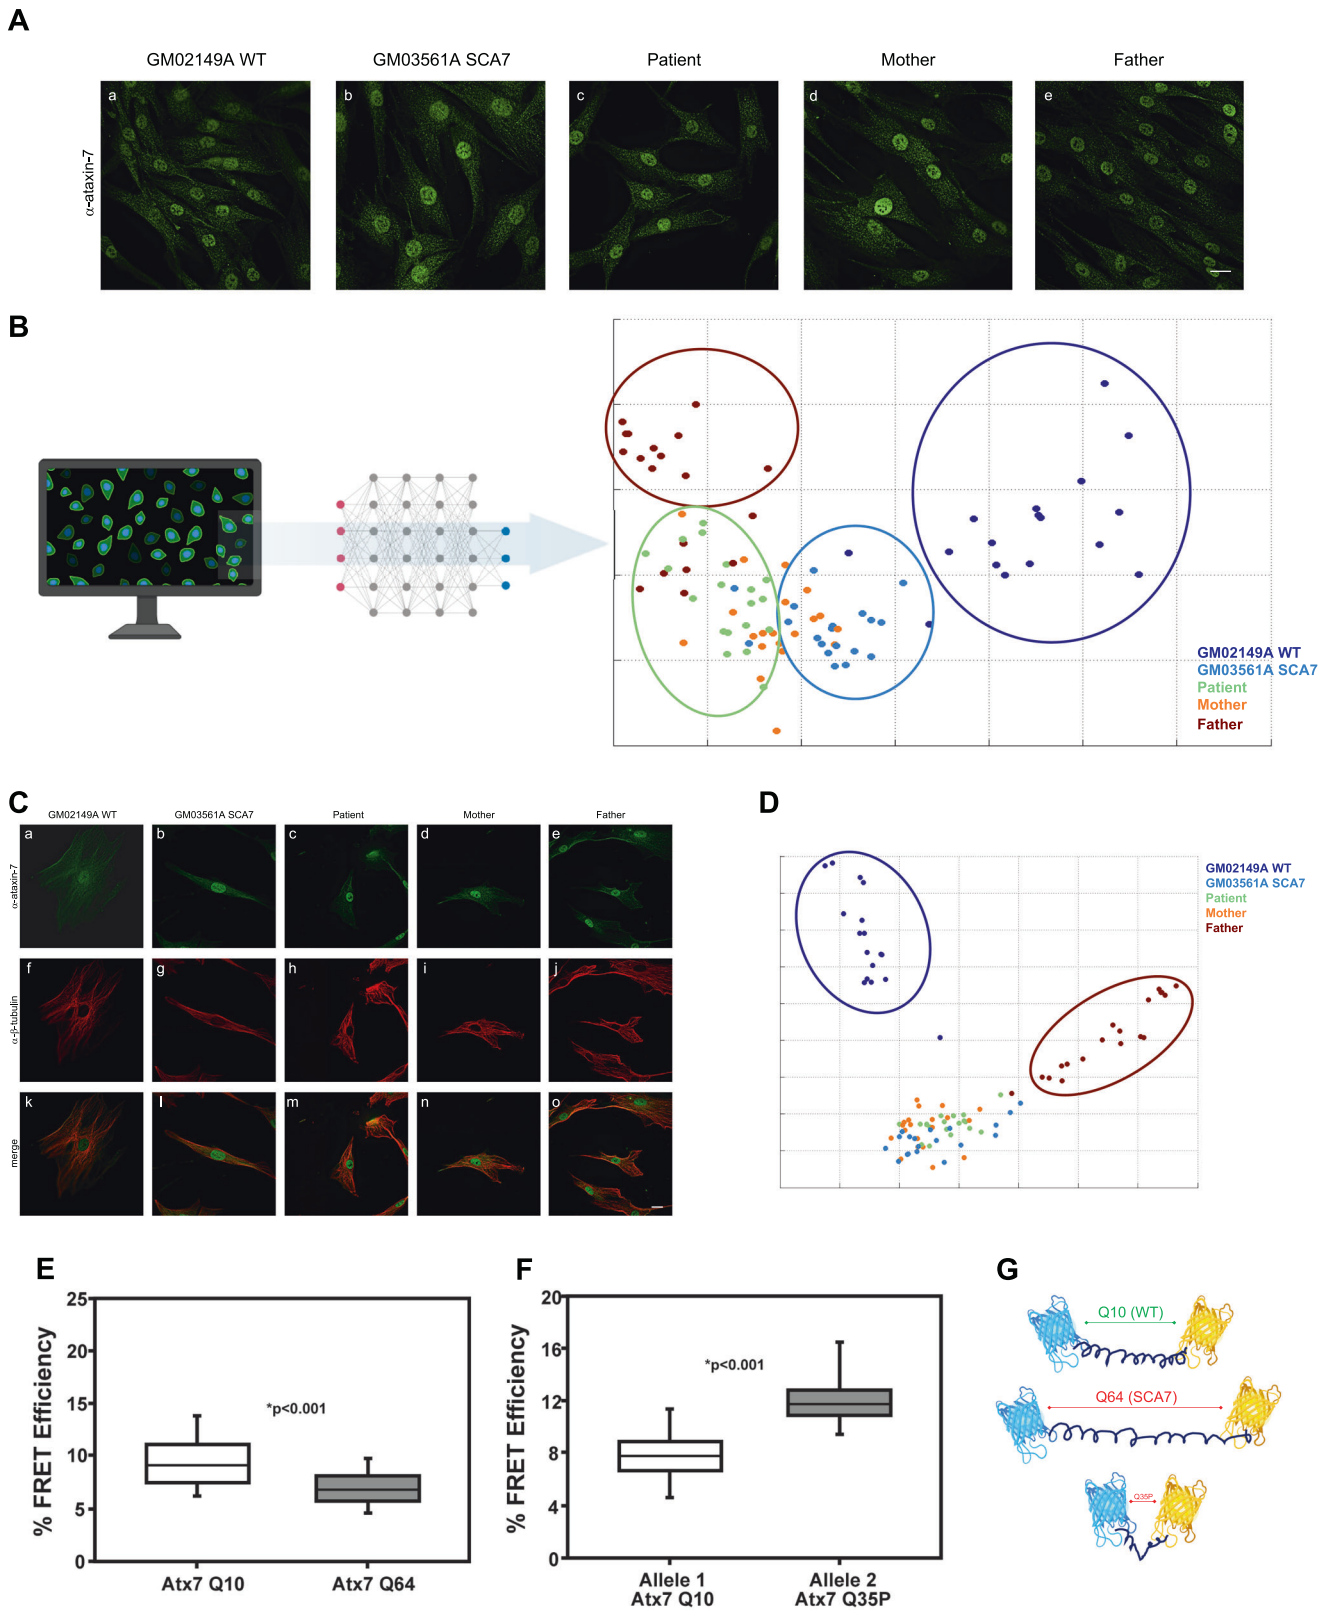 A
GM02149A WT
GM03561A SCA7
Patient
Mother
Father
a
b
c
d
e
α-ataxin-7
B
GM02149A WT
GM03561A SCA7
Patient
Mother
Father
C
GM02149A WT
GM03561A SCA7
Patient
Mother
Father
a
b
c
d
e
α-ataxin-7
f
g
h
i
j
α-β-tubulin
k
l
m
n
o
merge
D
GM02149A WT
GM03561A SCA7
Patient
Mother
Father
E
% FRET Efficiency
25
20
15
10
5
0
*p<0.001
Atx7 Q10
Atx7 Q64
F
% FRET Efficiency
20
16
12
8
4
0
*p<0.001
Allele 1
Atx7 Q10
Allele 2
Atx7 Q35P
G
Q10 (WT)
Q64 (SCA7)
Q35P